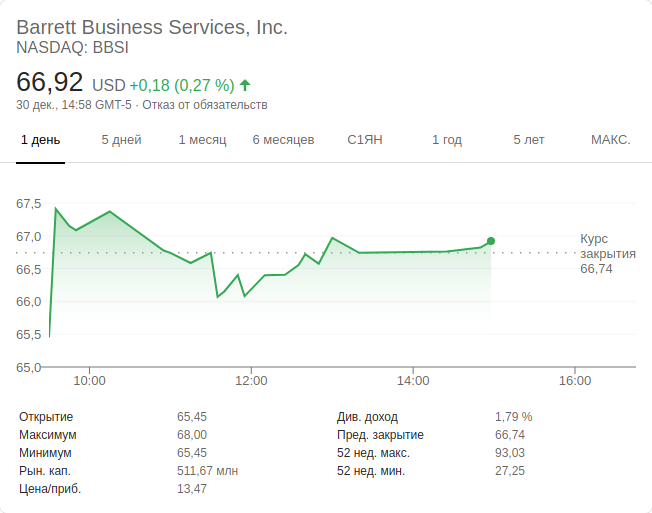 Barrett Business Services, Inc.
NASDAQ: BBSI
66,92 USD +0,18 (0,27 %)
30 дек., 14:58 GMT-5 · Отказ от обязательств
1 день 5 дней 1 месяц 6 месяцев С1ЯН 1 год 5 лет МАКС.
67,5
67,0
66,5
66,0
65,5
65,0
Курс
закрытия
66,74
10:00 12:00 14:00 16:00
Открытие 65,45 Див. доход 1,79 %
Максимум 68,00 Пред. закрытие 66,74
Минимум 65,45 52 нед. макс. 93,03
Рын. кап. 511,67 млн 52 нед. мин. 27,25
Цена/приб. 13,47